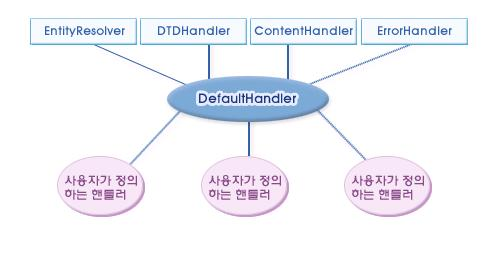 EntityResolver
DTDHandler
ContentHandler
ErrorHandler
DefaultHandler
사용자가 정의
하는 핸들러
사용자가 정의
하는 핸들러
사용자가 정의
하는 핸들러